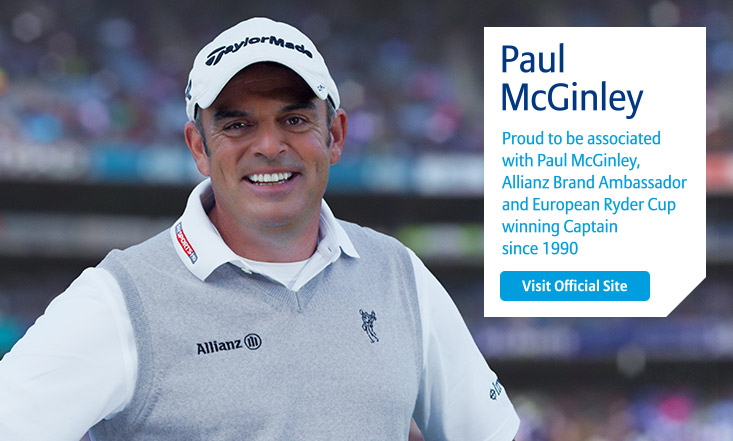 TaylorMade
Paul
McGinley
Proud to be associated
with Paul McGinley,
Allianz Brand Ambassador
and European Ryder Cup
winning Captain
since 1990
Visit Official Site
SPORTS
Allianz